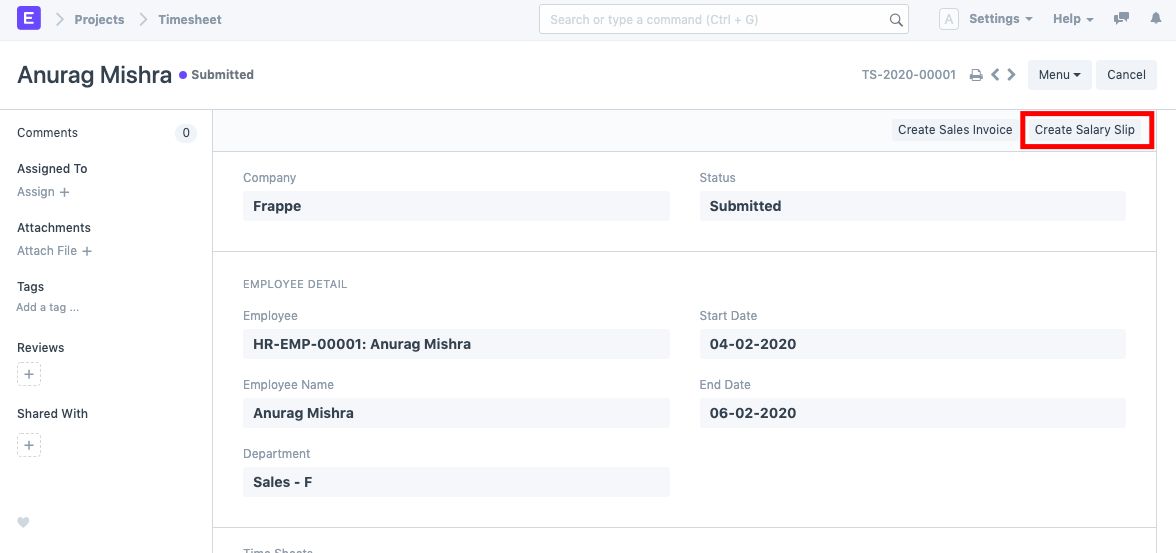 E Projects Timesheet Search or type a command (Ctrl + G) A Settings Help
Anurag Mishra Submitted TS-2020-00001 Menu Cancel
Comments 0
Create Sales Invoice Create Salary Slip
Assigned To
Assign +
Attachments
Attach File +
Tags
Add a tag ...
Reviews
+
Shared With
+
Company
Frappe
Status
Submitted
EMPLOYEE DETAIL
Employee
HR-EMP-00001: Anurag Mishra
Start Date
04-02-2020
Employee Name
Anurag Mishra
End Date
06-02-2020
Department
Sales - F
Time Sheets